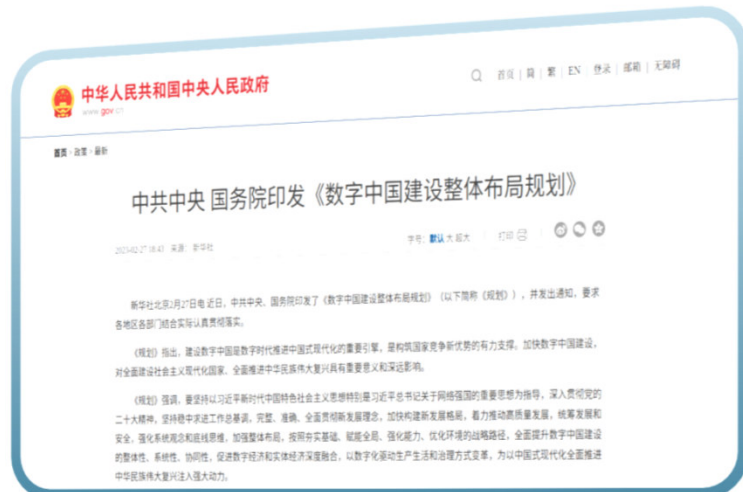 中华人民共和国中央人民政府
www.gov.cn
首页 | 简 | 繁 | EN | 登录 | 邮箱 | 无障碍
首页 > 政策 > 最新
中共中央 国务院印发《数字中国建设整体布局规划》
2023-02-27 18:43 来源：新华社
字号：默认 大 超大 | 打印
新华社北京2月27日电 近日，中共中央、国务院印发了《数字中国建设整体布局规划》（以下简称《规划》），并发出通知，要求
各地区各部门结合实际认真贯彻落实。
《规划》指出，建设数字中国是数字时代推进中国式现代化的重要引擎，是构筑国家竞争新优势的有力支撑。加快数字中国建设，
对全面建设社会主义现代化国家、全面推进中华民族伟大复兴具有重要意义和深远影响。
《规划》强调，要坚持以习近平新时代中国特色社会主义思想特别是习近平总书记关于网络强国的重要思想为指导，深入贯彻党的
二十大精神，坚持稳中求进工作总基调，完整、准确、全面贯彻新发展理念，加快构建新发展格局，着力推动高质量发展，统筹发展和
安全，强化系统观念和底线思维，加强整体布局，按照夯实基础、赋能全局、强化能力、优化环境的战略路径，全面提升数字中国建设
的整体性、系统性、协同性，促进数字经济和实体经济深度融合，以数字化驱动生产生活和治理方式变革，为以中国式现代化全面推进
中华民族伟大复兴注入强大动力。